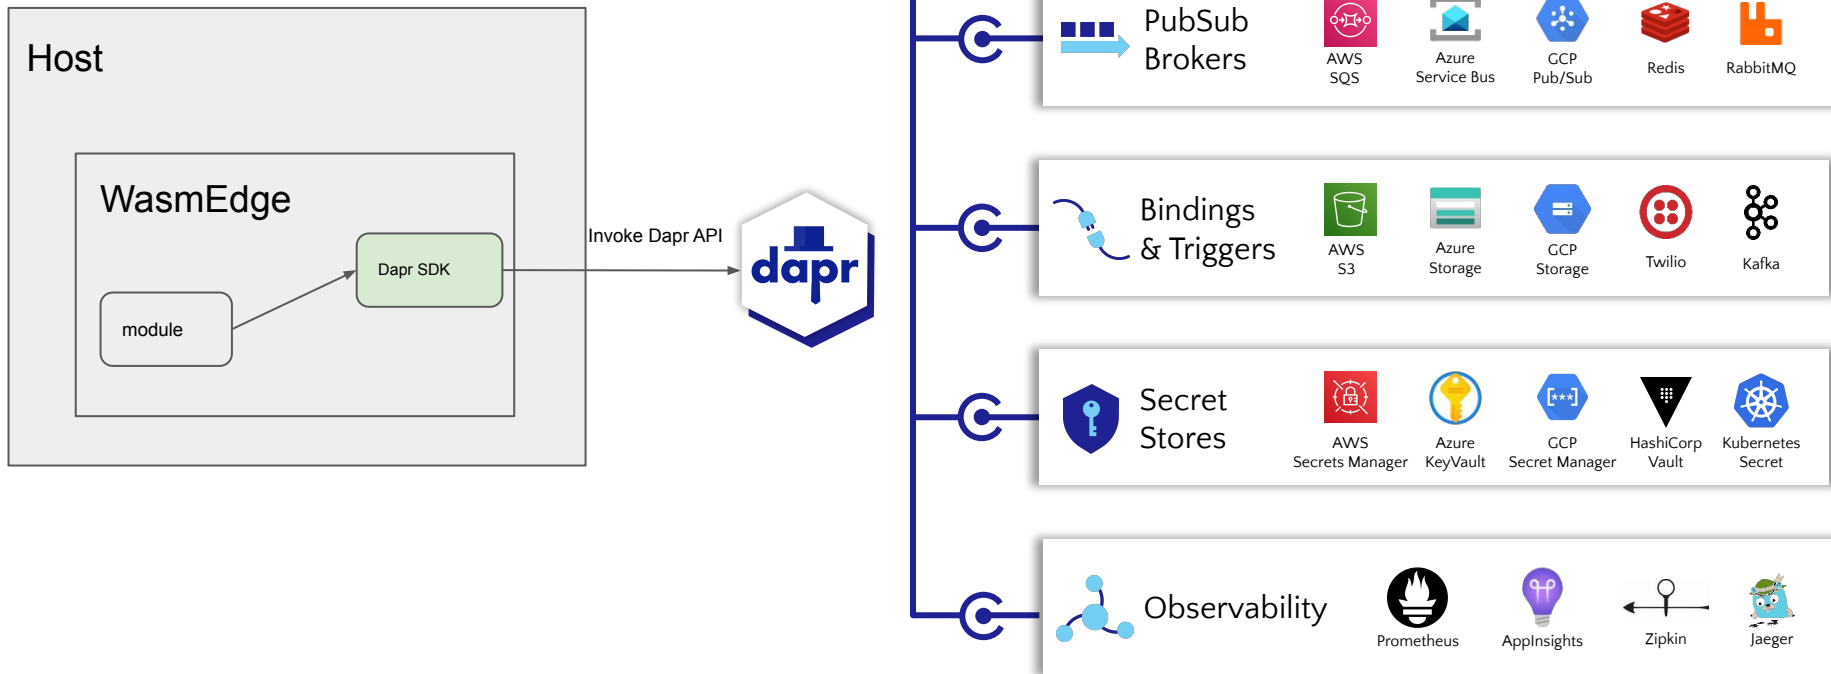 Host
WasmEdge
Dapr SDK
module
Invoke Dapr API
dapr
PubSub
Brokers
AWS
SQS
Azure
Service Bus
GCP
Pub/Sub
Redis
RabbitMQ
Bindings
& Triggers
AWS
S3
Azure
Storage
GCP
Storage
Twilio
Kafka
Secret
Stores
[***]
AWS
Secrets Manager
Azure
KeyVault
GCP
Secret Manager
HashiCorp
Vault
Kubernetes
Secret
Observability
Prometheus
AppInsights
Zipkin
Jaeger